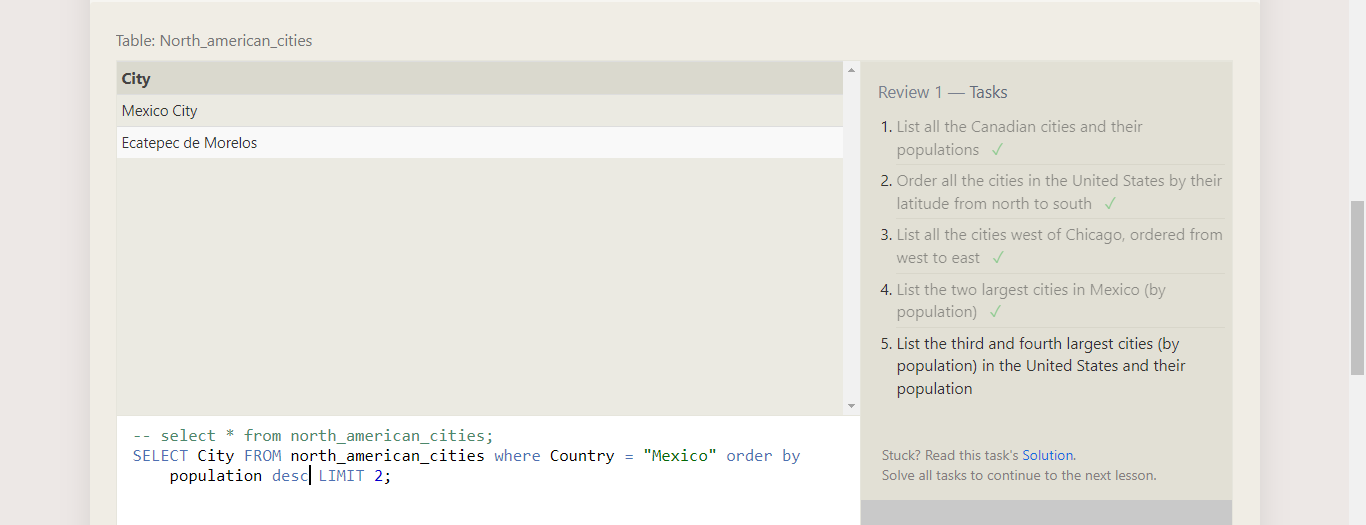 Table: North_american_cities
City
Mexico City
Ecatepec de Morelos
-- select * from north_american_cities;
SELECT City FROM north_american_cities where Country = "Mexico" order by
population desc LIMIT 2;
Review 1 — Tasks
1. List all the Canadian cities and their
populations ✓
2. Order all the cities in the United States by their
latitude from north to south ✓
3. List all the cities west of Chicago, ordered from
west to east ✓
4. List the two largest cities in Mexico (by
population) ✓
5. List the third and fourth largest cities (by
population) in the United States and their
population
Stuck? Read this task's Solution.
Solve all tasks to continue to the next lesson.